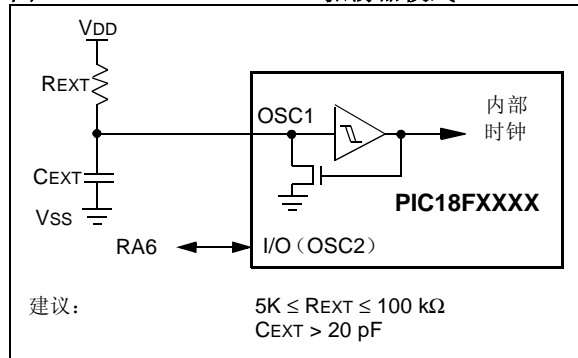 VDD
REXT
OSC1
内部
时钟
CEXT
PIC18FXXXX
VSS
RA6
I/O（OSC2）
建议：
5K ≤ REXT ≤ 100 kΩ
CEXT > 20 pF